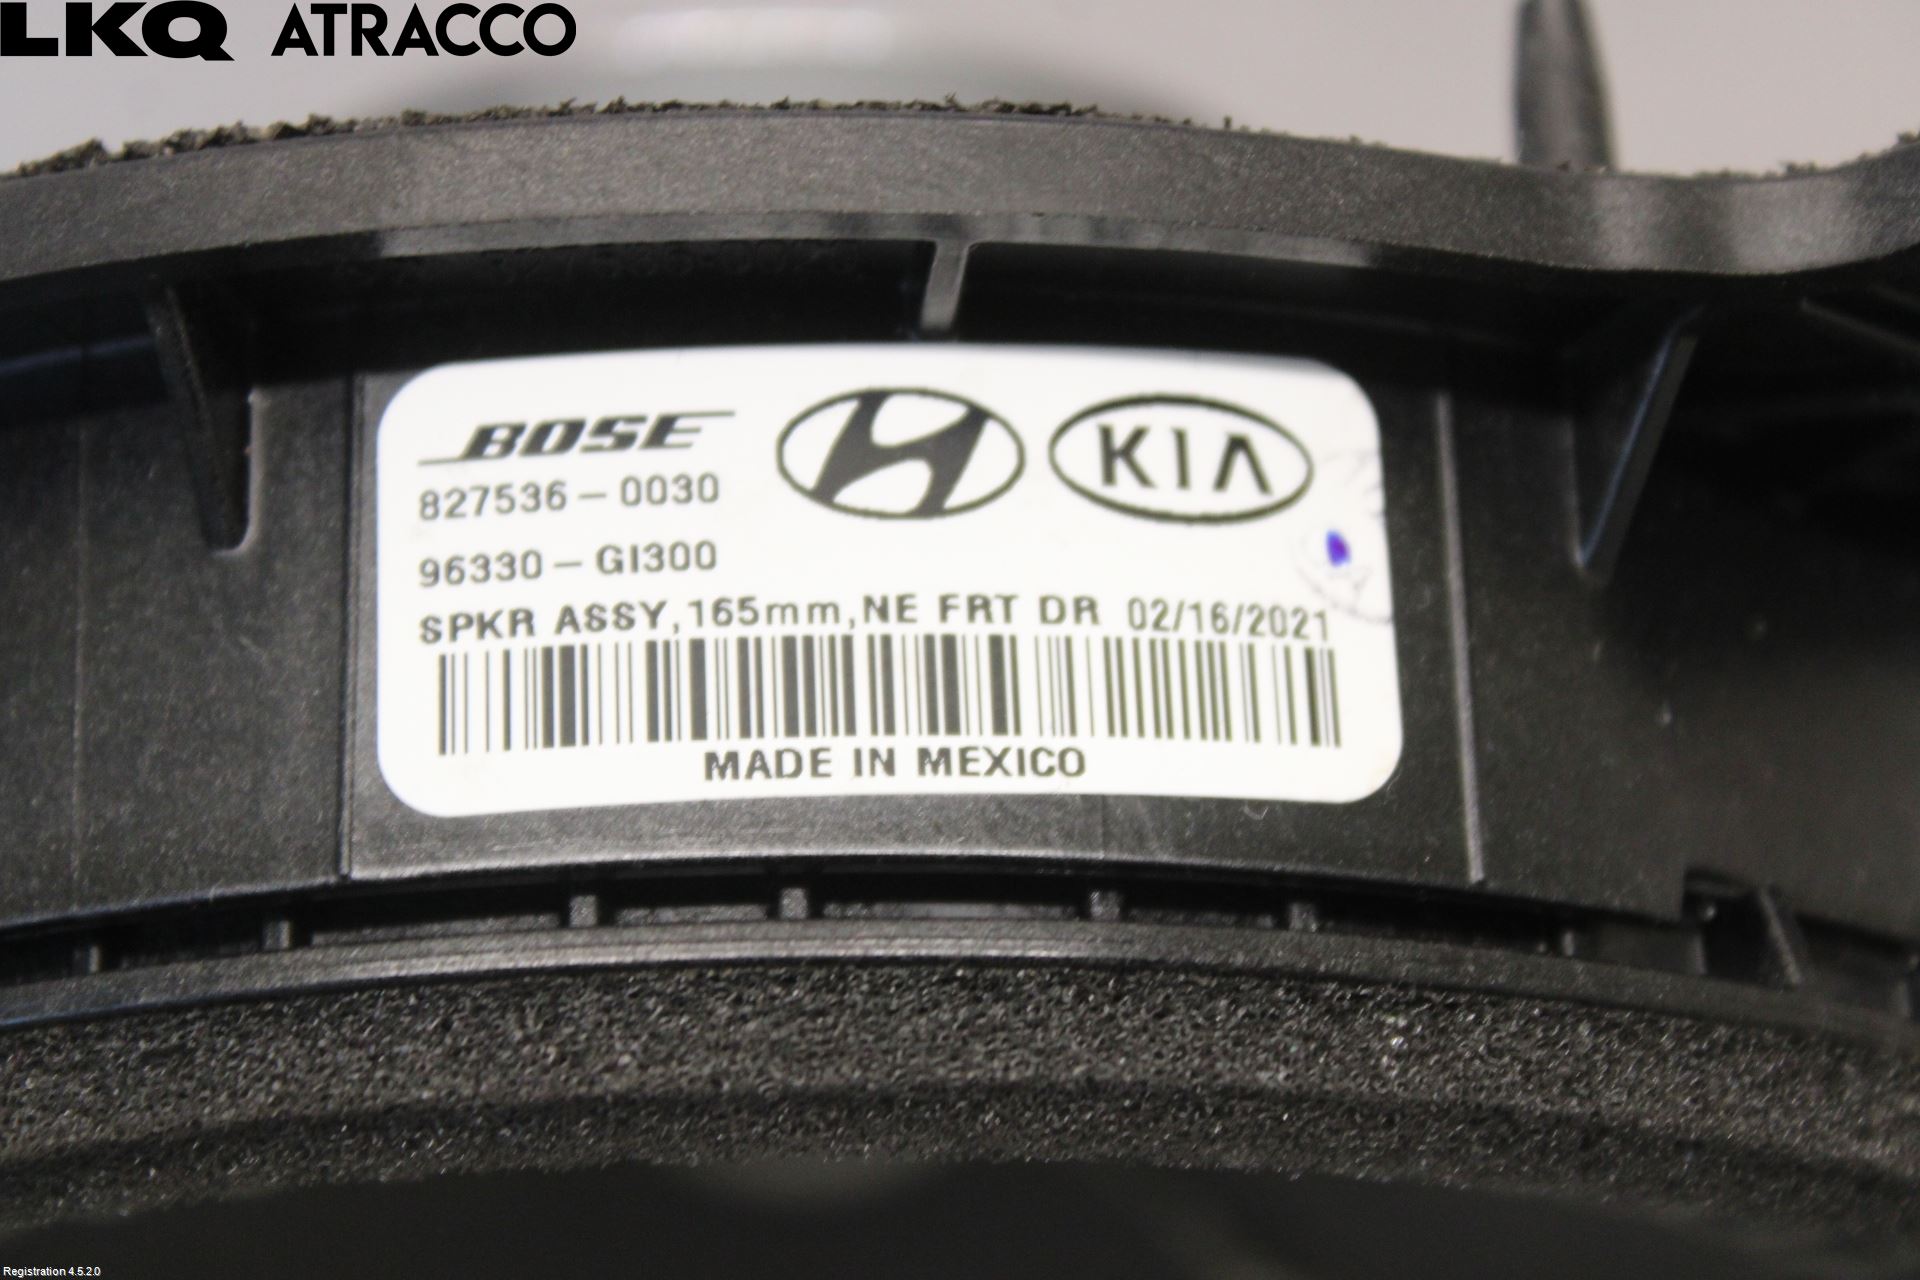 LKQ ATRACCO
BOSE
KIA
827536-0030
96330-GI300
SPKR ASSY,165mm,NE FRT DR 02/16/2021
MADE IN MEXICO
Registration 4.5.2.0